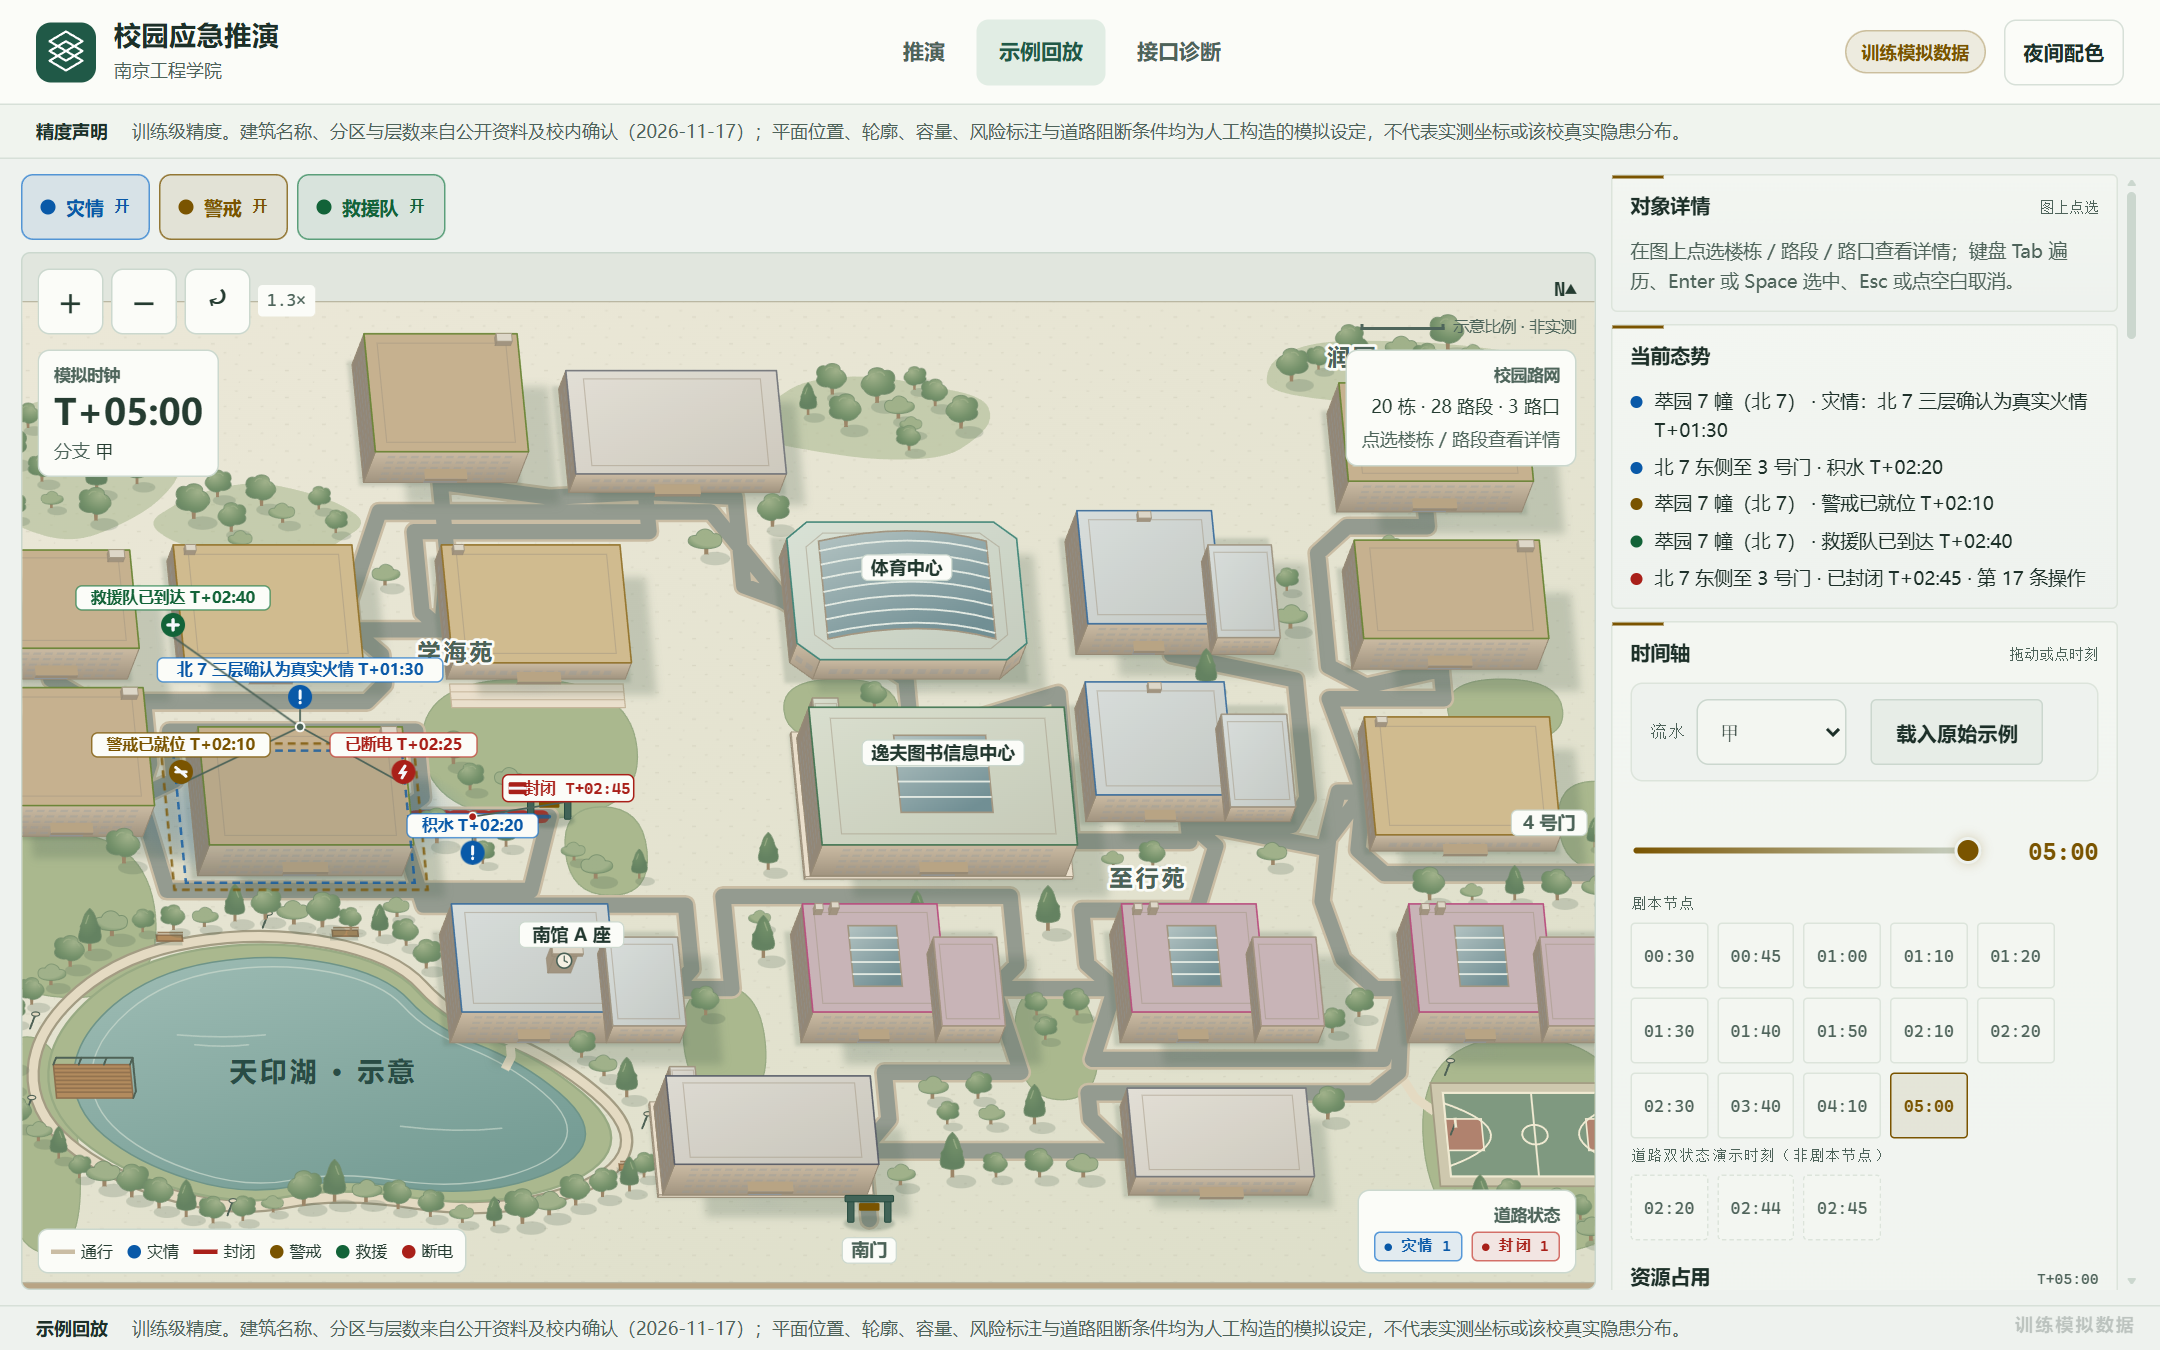 校园应急推演
南京工程学院
推演
示例回放
接口诊断
训练模拟数据
夜间配色
精度声明 训练级精度。建筑名称、分区与层数来自公开资料及校内确认（2026-11-17）；平面位置、轮廓、容量、风险标注与道路阻断条件均为人工构造的模拟设定，不代表实测坐标或该校真实隐患分布。
灾情 开
警戒 开
救援队 开
+
−
1.3×
N▲
示意比例 · 非实测
模拟时钟
T+05:00
分支 甲
校园路网
20 栋 · 28 路段 · 3 路口
点选楼栋 / 路段查看详情
体育中心
救援队已到达 T+02:40
学海苑
北 7 三层确认为真实火情 T+01:30
警戒已就位 T+02:10
已断电 T+02:25
逸夫图书信息中心
封闭 T+02:45
积水 T+02:20
4 号门
至行苑
南馆 A 座
天印湖 · 示意
南门
通行 灾情 封闭 警戒 救援 断电
道路状态
灾情 1
封闭 1
对象详情
图上点选
在图上点选楼栋 / 路段 / 路口查看详情；键盘 Tab 遍
历、Enter 或 Space 选中、Esc 或点空白取消。
当前态势
萃园 7 幢（北 7） · 灾情：北 7 三层确认为真实火情
T+01:30
北 7 东侧至 3 号门 · 积水 T+02:20
萃园 7 幢（北 7） · 警戒已就位 T+02:10
萃园 7 幢（北 7） · 救援队已到达 T+02:40
北 7 东侧至 3 号门 · 已封闭 T+02:45 · 第 17 条操作
时间轴
拖动或点时刻
流水
甲
载入原始示例
05:00
剧本节点
00:30 00:45 01:00 01:10 01:20
01:30 01:40 01:50 02:10 02:20
02:30 03:40 04:10 05:00
道路双状态演示时刻（非剧本节点）
02:20 02:44 02:45
资源占用
T+05:00
示例回放 训练级精度。建筑名称、分区与层数来自公开资料及校内确认（2026-11-17）；平面位置、轮廓、容量、风险标注与道路阻断条件均为人工构造的模拟设定，不代表实测坐标或该校真实隐患分布。
训练模拟数据